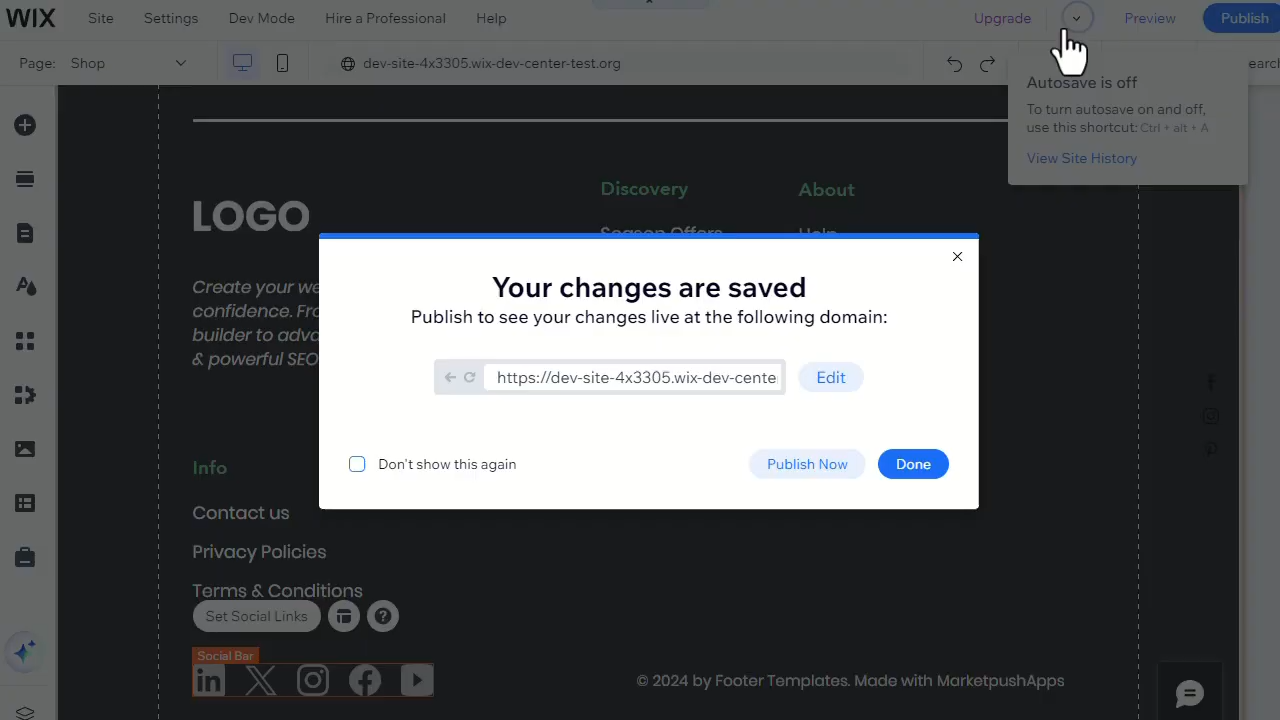 WIX Site Settings Dev Mode Hire a Professional Help Upgrade Preview Publish
Page: Shop dev-site-4x3305.wix-dev-center-test.org
Autosave is off
To turn autosave on and off,
use this shortcut: Ctrl + alt + A
View Site History
LOGO
Discovery
Season Offers
About
Help
Create your we
confidence. Fro
builder to adva
& powerful SEO
Your changes are saved
Publish to see your changes live at the following domain:
https://dev-site-4x3305.wix-dev-cente
Edit
Don't show this again
Publish Now
Done
Info
Contact us
Privacy Policies
Terms & Conditions
Set Social Links
Social Bar
© 2024 by Footer Templates. Made with MarketpushApps